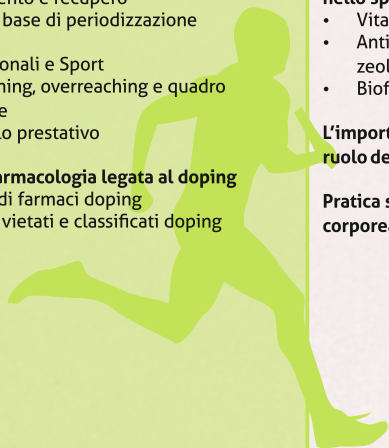 base di periodizzazione
onali e Sport
ning, overreaching e quadro
e
lo prestativo
armacologia legata al doping
di farmaci doping
vietati e classificati doping
•
Vita
•
Anti
zeol
•
Biof
L'import
ruolo de
Pratica s
corporea